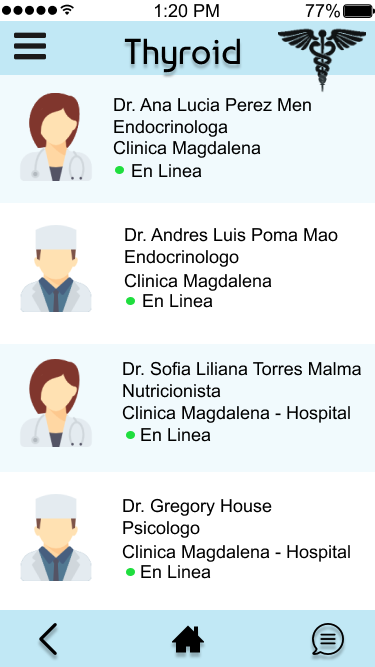 1:20 PM 77%
Thyroid
Dr. Ana Lucia Perez Men
Endocrinologa
Clinica Magdalena
En Linea
Dr. Andres Luis Poma Mao
Endocrinologo
Clinica Magdalena
En Linea
Dr. Sofia Liliana Torres Malma
Nutricionista
Clinica Magdalena - Hospital
En Linea
Dr. Gregory House
Psicologo
Clinica Magdalena - Hospital
En Linea